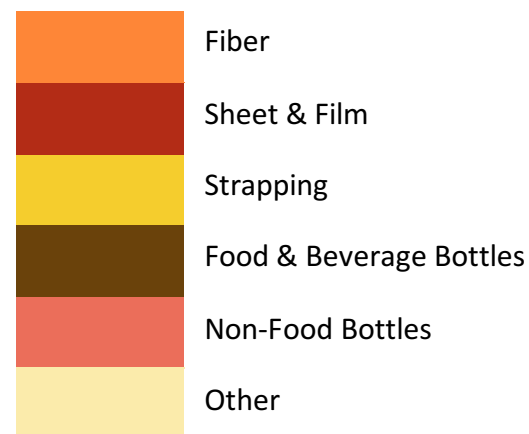 Fiber
Sheet & Film
Strapping
Food & Beverage Bottles
Non-Food Bottles
Other